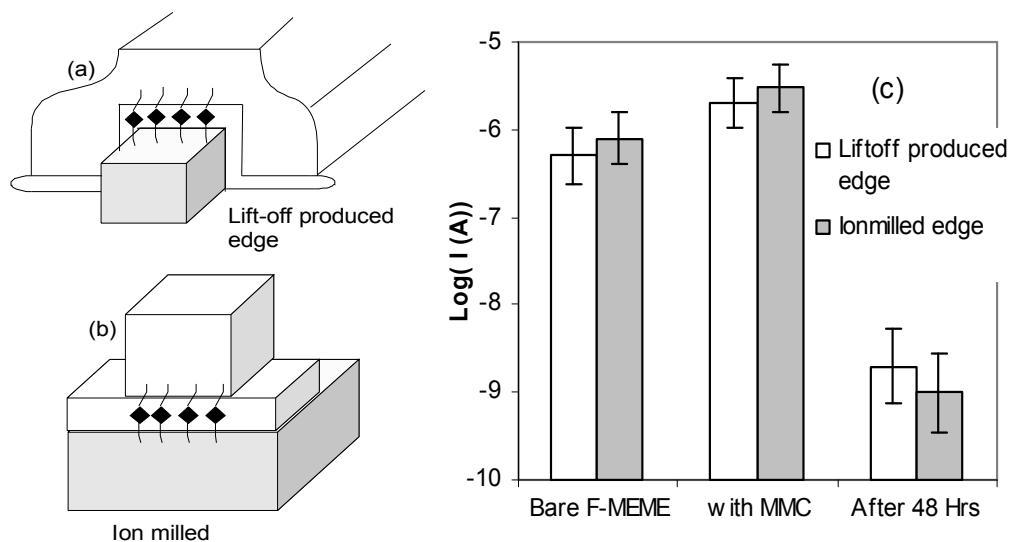 (a)
Lift-off produced
edge
(b)
Ion milled
-5
-6
-7
-8
-9
-10
Log( I (A))
(c)
Liftoff produced
edge
Ionmilled edge
Bare F-MEME
with MMC
After 48 Hrs